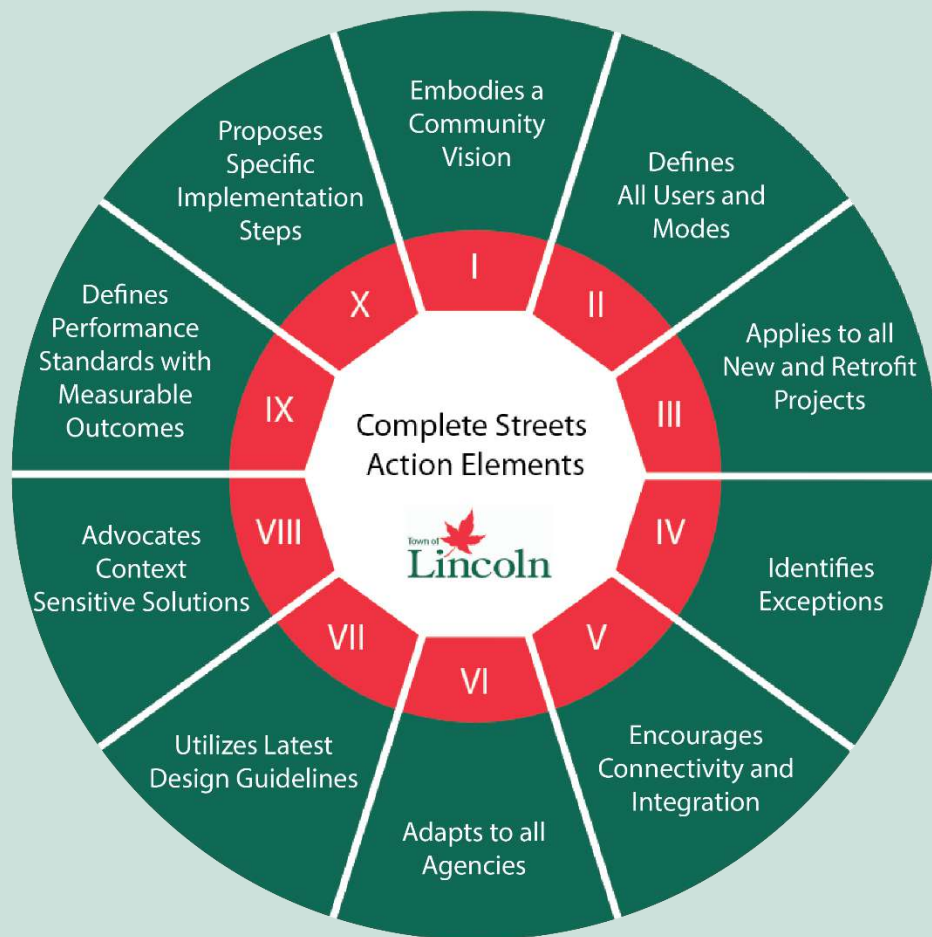 Embodies a
Community
Vision
I
Defines
All Users and
Modes
II
Applies to all
New and Retrofit
Projects
III
Identifies
Exceptions
IV
Encourages
Connectivity and
Integration
V
Adapts to all
Agencies
VI
Utilizes Latest
Design Guidelines
VII
Advocates
Context
Sensitive Solutions
VIII
Defines
Performance
Standards with
Measurable
Outcomes
IX
Proposes
Specific
Implementation
Steps
X
Complete Streets
Action Elements
Town of
Lincoln